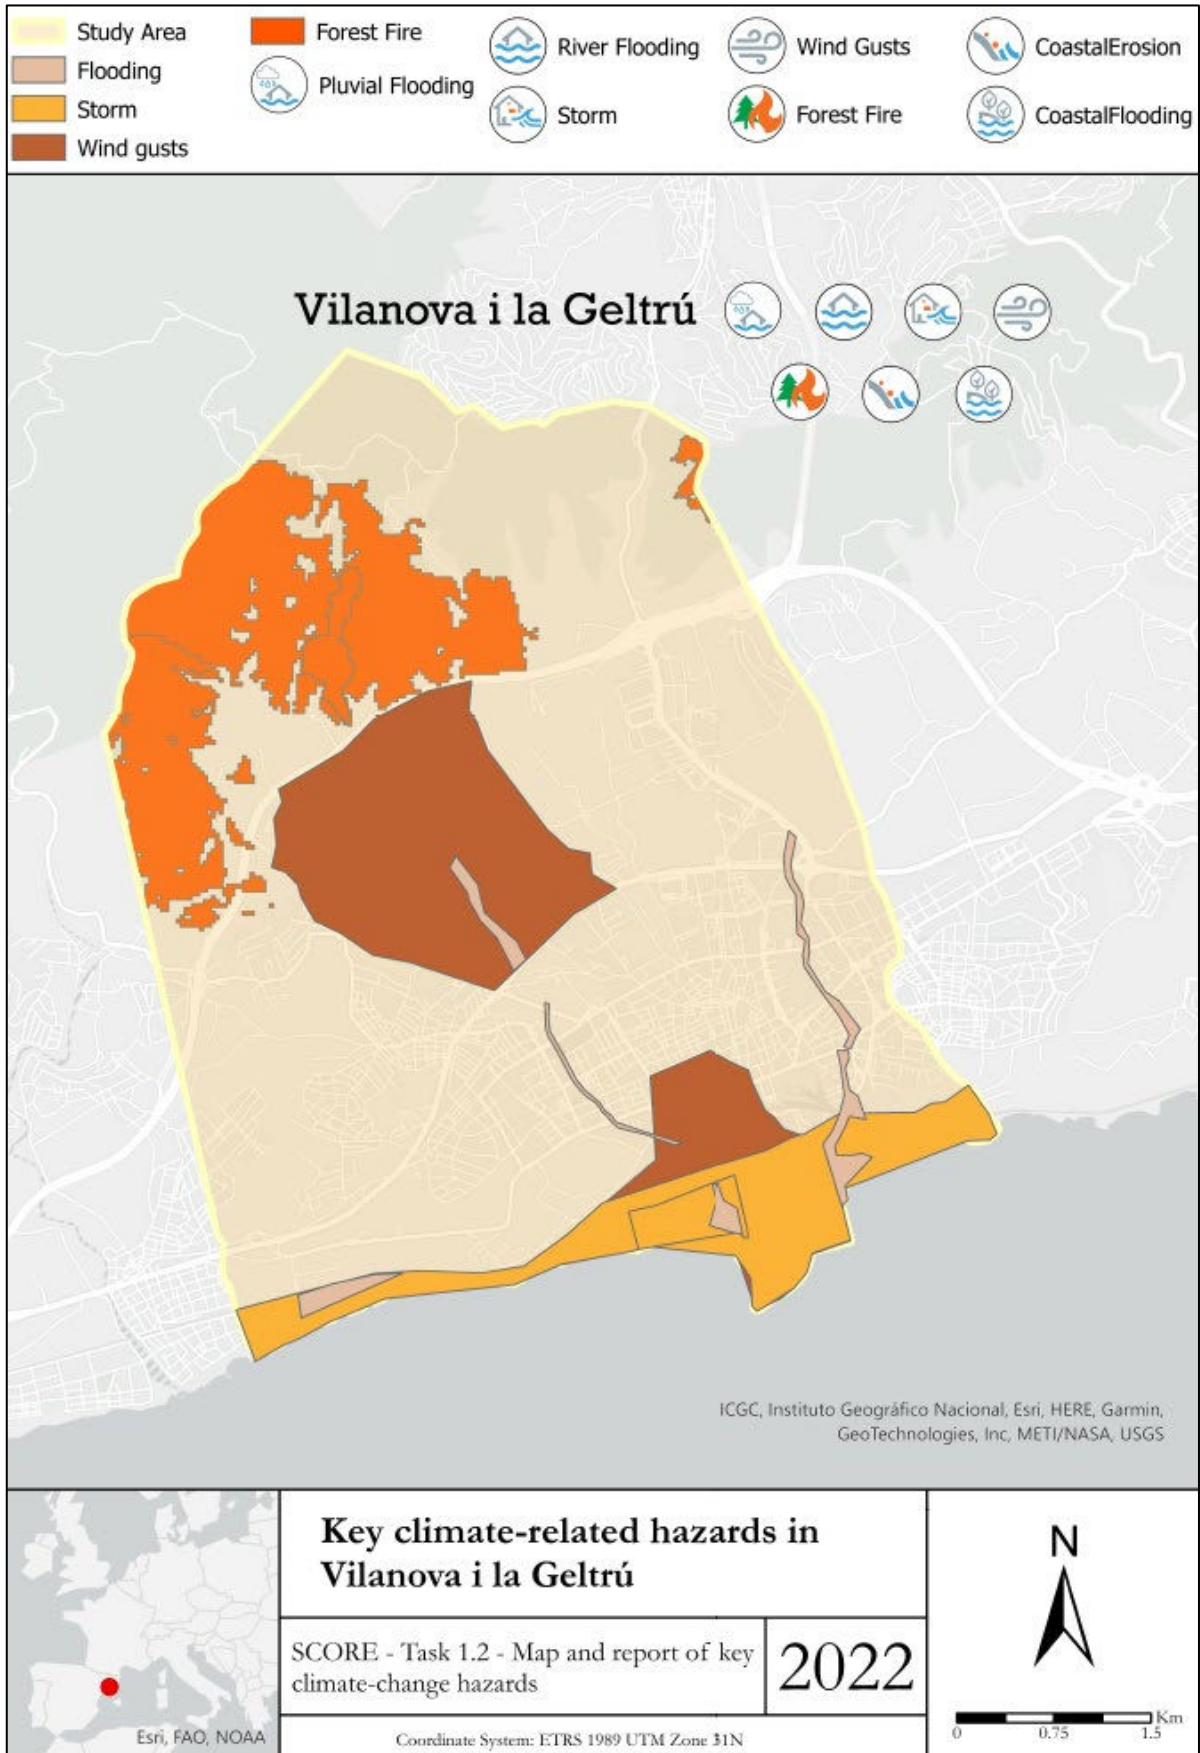 Study Area
Flooding
Storm
Wind gusts
Forest Fire
Pluvial Flooding
River Flooding
Storm
Wind Gusts
Forest Fire
CoastalErosion
CoastalFlooding
Vilanova i la Geltrú
ICGC, Instituto Geográfico Nacional, Esri, HERE, Garmin,
GeoTechnologies, Inc, METI/NASA, USGS
Esri, FAO, NOAA
Key climate-related hazards in
Vilanova i la Geltrú
SCORE - Task 1.2 - Map and report of key
climate-change hazards
2022
Coordinate System: ETRS 1989 UTM Zone 31N
N
Km
0 0.75 1.5